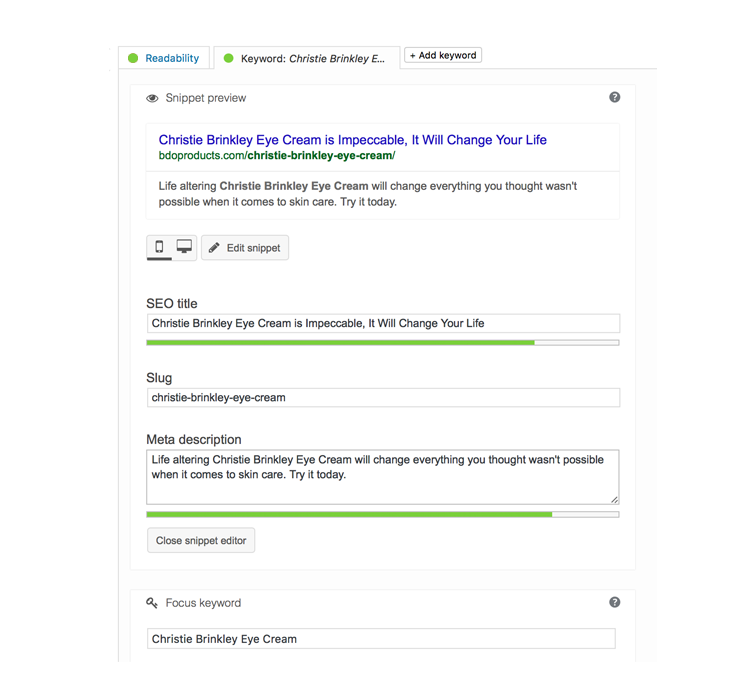 Readability
Keyword: Christie Brinkley E...
+ Add keyword
Snippet preview
?
Christie Brinkley Eye Cream is Impeccable, It Will Change Your Life
bdoproducts.com/christie-brinkley-eye-cream/
Life altering Christie Brinkley Eye Cream will change everything you thought wasn't
possible when it comes to skin care. Try it today.
Edit snippet
SEO title
Christie Brinkley Eye Cream is Impeccable, It Will Change Your Life
Slug
christie-brinkley-eye-cream
Meta description
Life altering Christie Brinkley Eye Cream will change everything you thought wasn't possible
when it comes to skin care. Try it today.
Close snippet editor
Focus keyword
?
Christie Brinkley Eye Cream